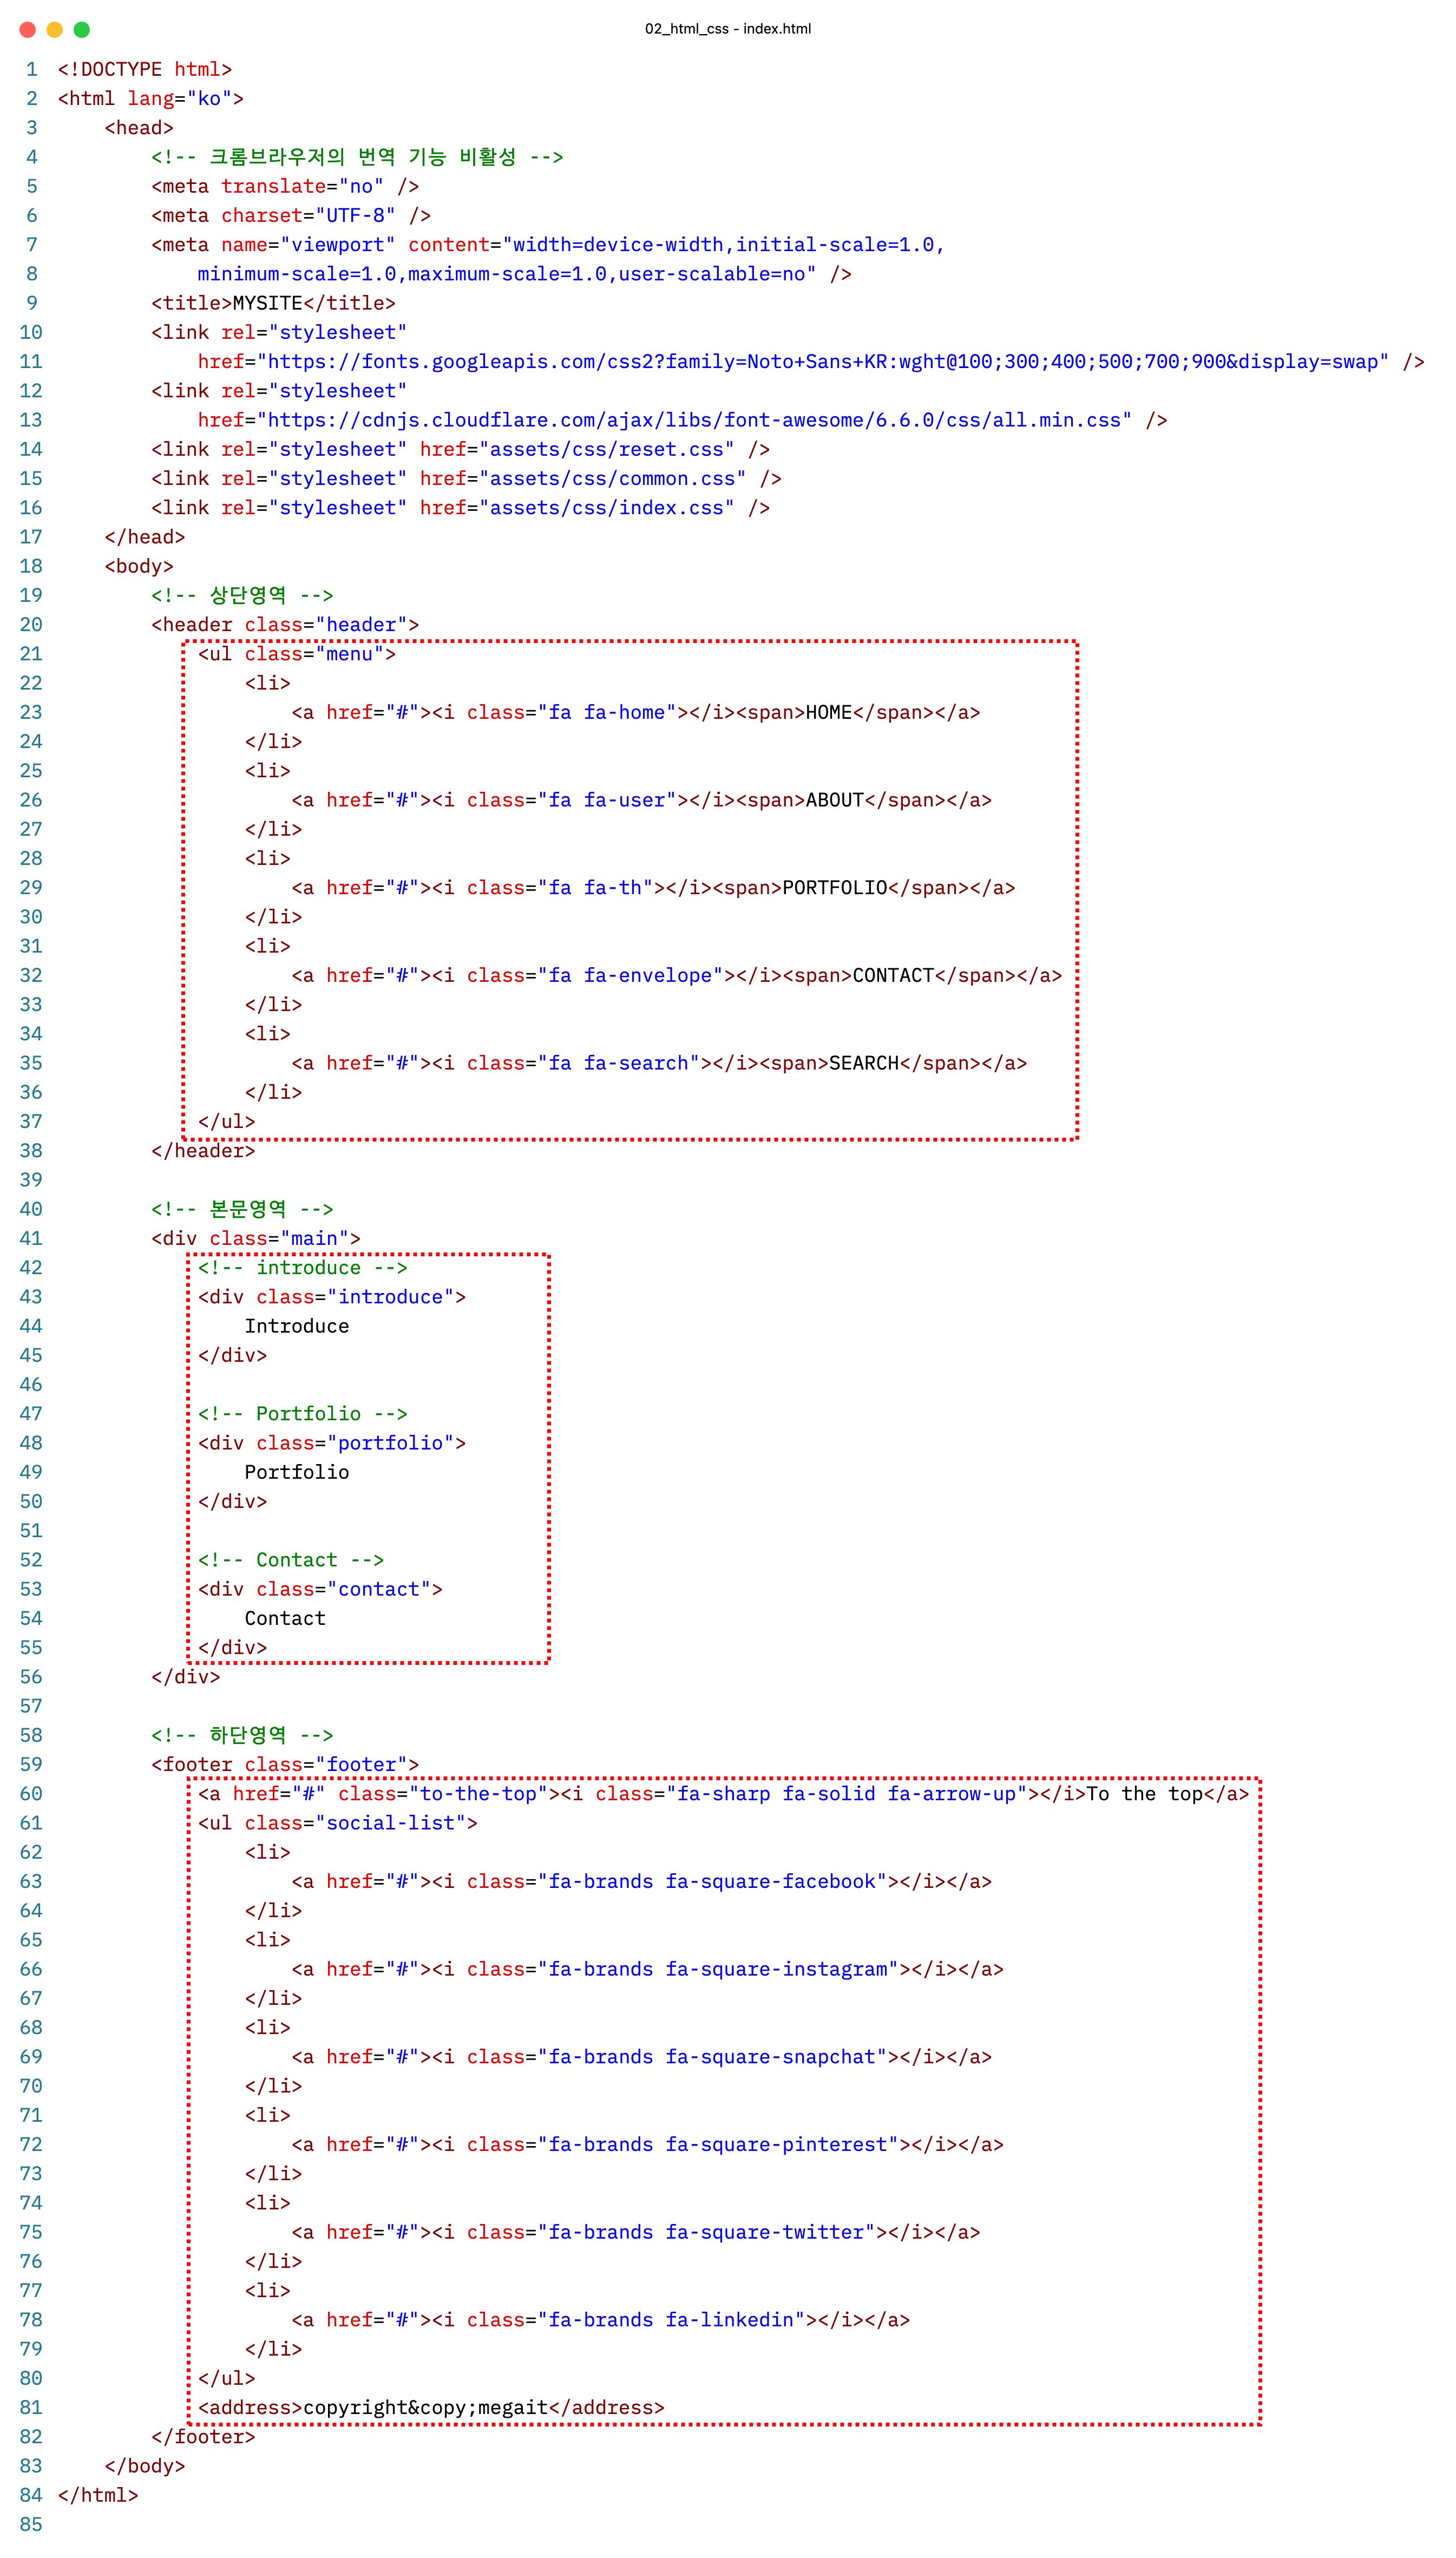 02_html_css - index.html
1 <!DOCTYPE html>
2 <html lang="ko">
3     <head>
4         <!-- 크롬브라우저의 번역 기능 비활성 -->
5         <meta translate="no" />
6         <meta charset="UTF-8" />
7         <meta name="viewport" content="width=device-width,initial-scale=1.0,
8             minimum-scale=1.0,maximum-scale=1.0,user-scalable=no" />
9         <title>MYSITE</title>
10         <link rel="stylesheet"
11             href="https://fonts.googleapis.com/css2?family=Noto+Sans+KR:wght@100;300;400;500;700;900&display=swap" />
12         <link rel="stylesheet"
13             href="https://cdnjs.cloudflare.com/ajax/libs/font-awesome/6.6.0/css/all.min.css" />
14         <link rel="stylesheet" href="assets/css/reset.css" />
15         <link rel="stylesheet" href="assets/css/common.css" />
16         <link rel="stylesheet" href="assets/css/index.css" />
17     </head>
18     <body>
19         <!-- 상단영역 -->
20         <header class="header">
21             <ul class="menu">
22                 <li>
23                     <a href="#"><i class="fa fa-home"></i><span>HOME</span></a>
24                 </li>
25                 <li>
26                     <a href="#"><i class="fa fa-user"></i><span>ABOUT</span></a>
27                 </li>
28                 <li>
29                     <a href="#"><i class="fa fa-th"></i><span>PORTFOLIO</span></a>
30                 </li>
31                 <li>
32                     <a href="#"><i class="fa fa-envelope"></i><span>CONTACT</span></a>
33                 </li>
34                 <li>
35                     <a href="#"><i class="fa fa-search"></i><span>SEARCH</span></a>
36                 </li>
37             </ul>
38         </header>
39
40         <!-- 본문영역 -->
41         <div class="main">
42             <!-- introduce -->
43             <div class="introduce">
44                 Introduce
45             </div>
46
47             <!-- Portfolio -->
48             <div class="portfolio">
49                 Portfolio
50             </div>
51
52             <!-- Contact -->
53             <div class="contact">
54                 Contact
55             </div>
56         </div>
57
58         <!-- 하단영역 -->
59         <footer class="footer">
60             <a href="#" class="to-the-top"><i class="fa-sharp fa-solid fa-arrow-up"></i>To the top</a>
61             <ul class="social-list">
62                 <li>
63                     <a href="#"><i class="fa-brands fa-square-facebook"></i></a>
64                 </li>
65                 <li>
66                     <a href="#"><i class="fa-brands fa-square-instagram"></i></a>
67                 </li>
68                 <li>
69                     <a href="#"><i class="fa-brands fa-square-snapchat"></i></a>
70                 </li>
71                 <li>
72                     <a href="#"><i class="fa-brands fa-square-pinterest"></i></a>
73                 </li>
74                 <li>
75                     <a href="#"><i class="fa-brands fa-square-twitter"></i></a>
76                 </li>
77                 <li>
78                     <a href="#"><i class="fa-brands fa-linkedin"></i></a>
79                 </li>
80             </ul>
81             <address>copyright&copy;megait</address>
82         </footer>
83     </body>
84 </html>
85